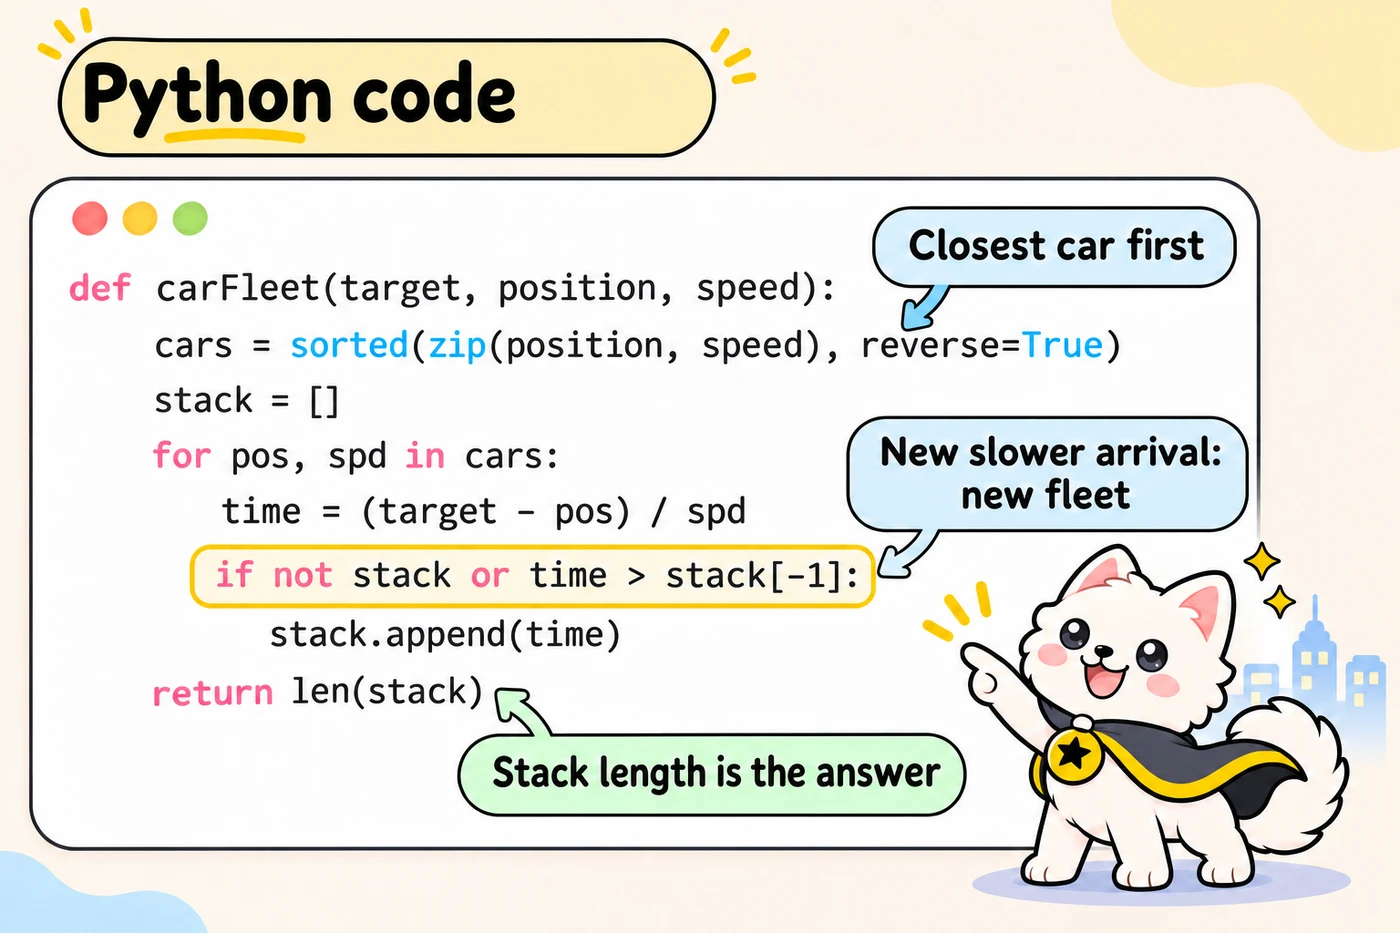 Python code
Closest car first
def carFleet(target, position, speed):
cars = sorted(zip(position, speed), reverse=True)
stack = []
for pos, spd in cars:
time = (target - pos) / spd
New slower arrival:
new fleet
if not stack or time > stack[-1]:
stack.append(time)
return len(stack)
Stack length is the answer